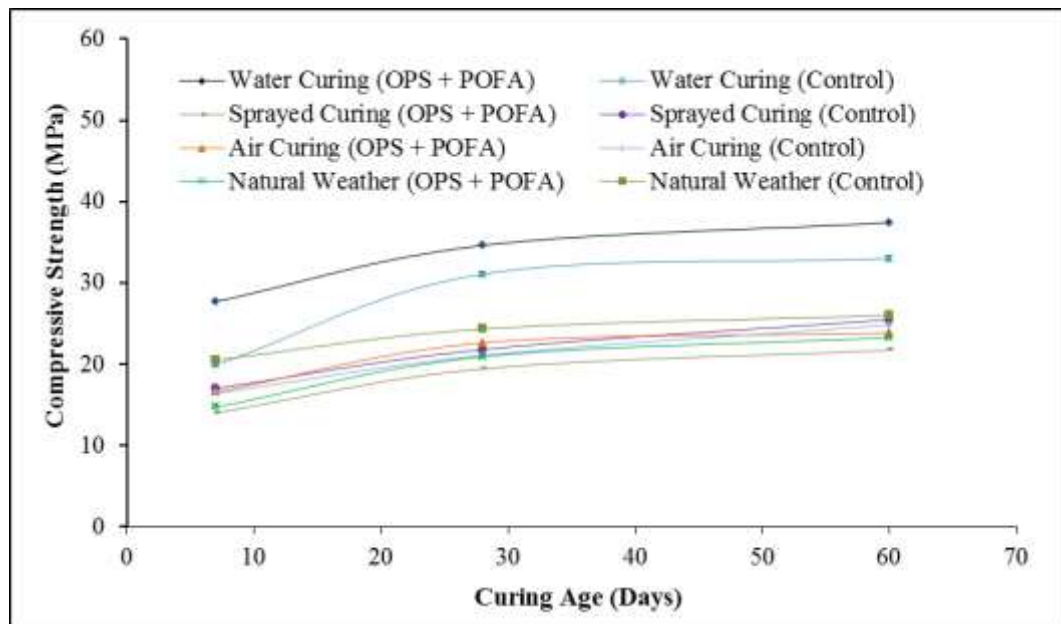 60
50
40
30
20
10
0
Compressive Strength (MPa)
Water Curing (OPS + POFA)
Water Curing (Control)
Sprayed Curing (OPS + POFA)
Sprayed Curing (Control)
Air Curing (OPS + POFA)
Air Curing (Control)
Natural Weather (OPS + POFA)
Natural Weather (Control)
0 10 20 30 40 50 60 70
Curing Age (Days)